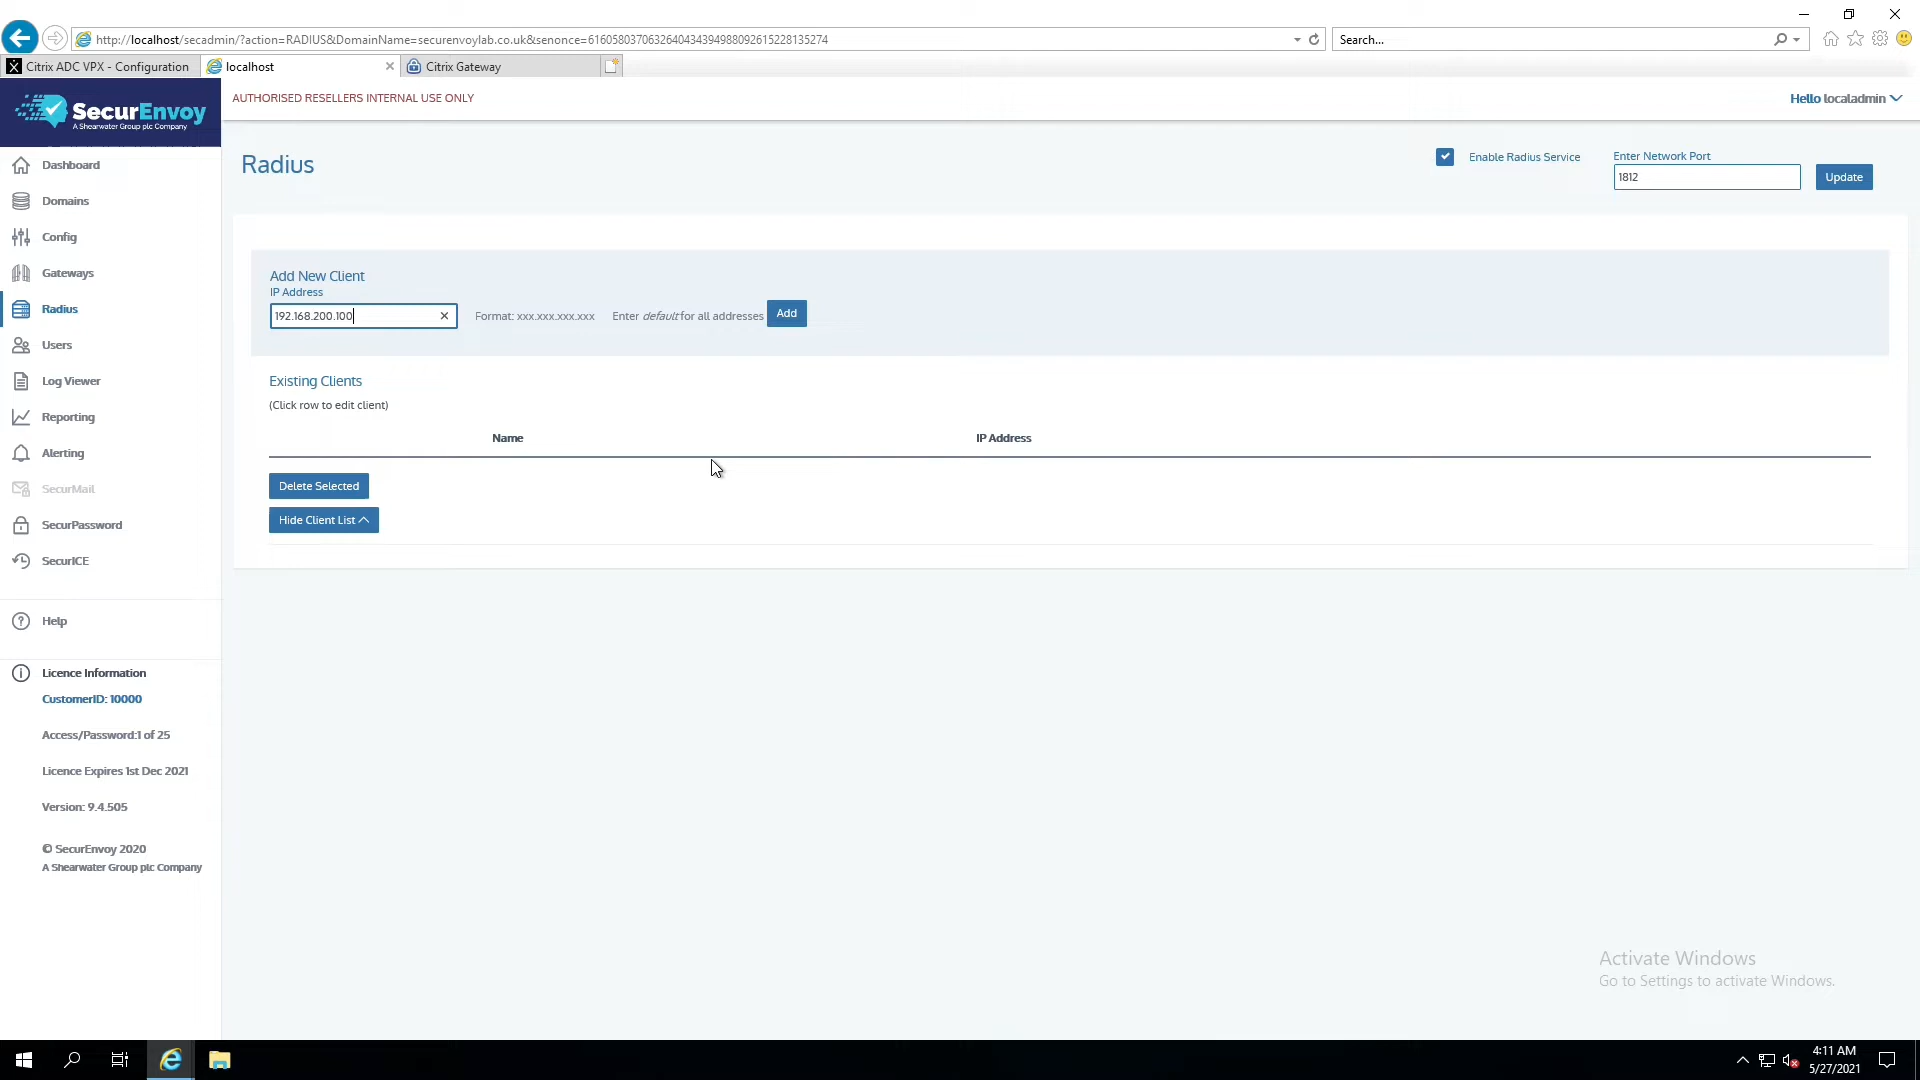 http://localhost/secadmin/?action=RADIUS&DomainName=securenvoylab.co.uk&senonce=61605803706326404343949880926152281​35274
Search...
Citrix ADC VPX - Configuration
localhost
Citrix Gateway
SecurEnvoy
A Shearwater Group plc Company
AUTHORISED RESELLERS INTERNAL USE ONLY
Hello localadmin
Dashboard
Domains
Config
Gateways
Radius
Users
Log Viewer
Reporting
Alerting
SecurMail
SecurPassword
SecurICE
Help
Licence Information
CustomerID: 10000
Access/Password:1 of 25
Licence Expires 1st Dec 2021
Version: 9.4.505
© SecurEnvoy 2020
A Shearwater Group plc Company
Radius
Enable Radius Service
Enter Network Port
1812
Update
Add New Client
IP Address
192.168.200.100
Format: xxx.xxx.xxx.xxx
Enter default for all addresses
Add
Existing Clients
(Click row to edit client)
Name
IP Address
Delete Selected
Hide Client List
Activate Windows
Go to Settings to activate Windows.
4:11 AM
5/27/2021